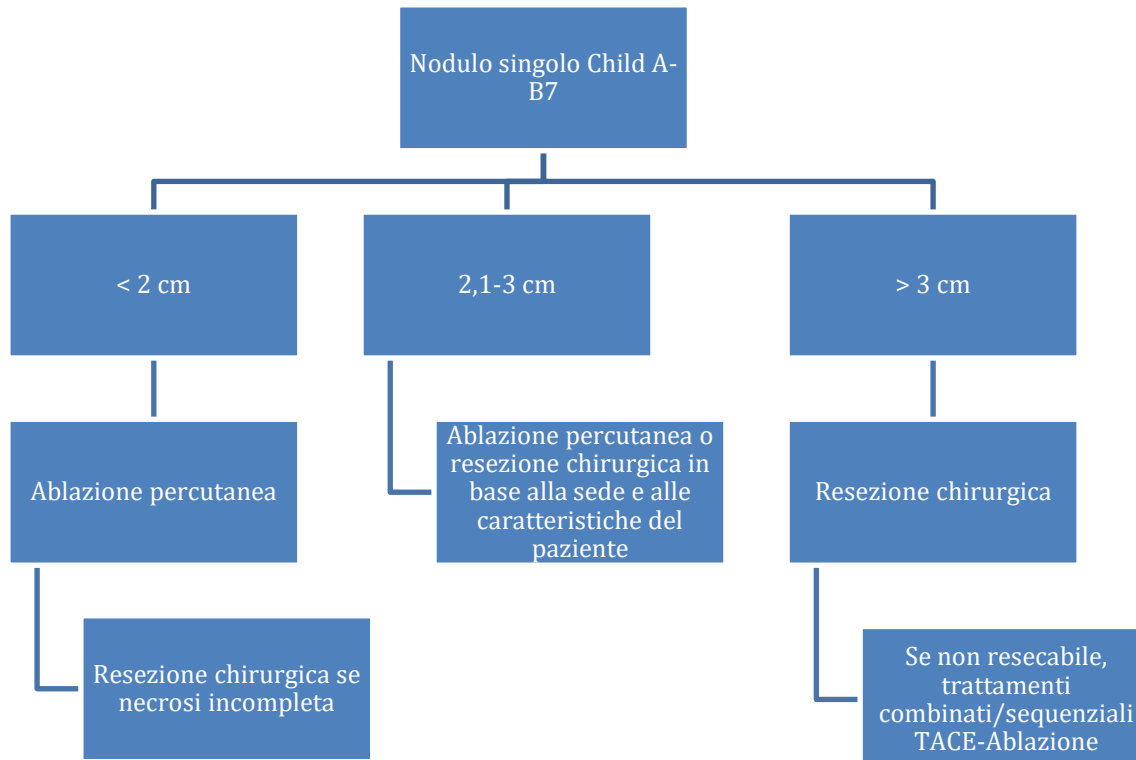 Nodulo singolo Child A-
B7
< 2 cm
2,1-3 cm
> 3 cm
Ablazione percutanea
Ablazione percutanea o
resezione chirurgica in
base alla sede e alle
caratteristiche del
paziente
Resezione chirurgica
Resezione chirurgica se
necrosi incompleta
Se non resecabile,
trattamenti
combinati/sequenziali
TACE-Ablazione